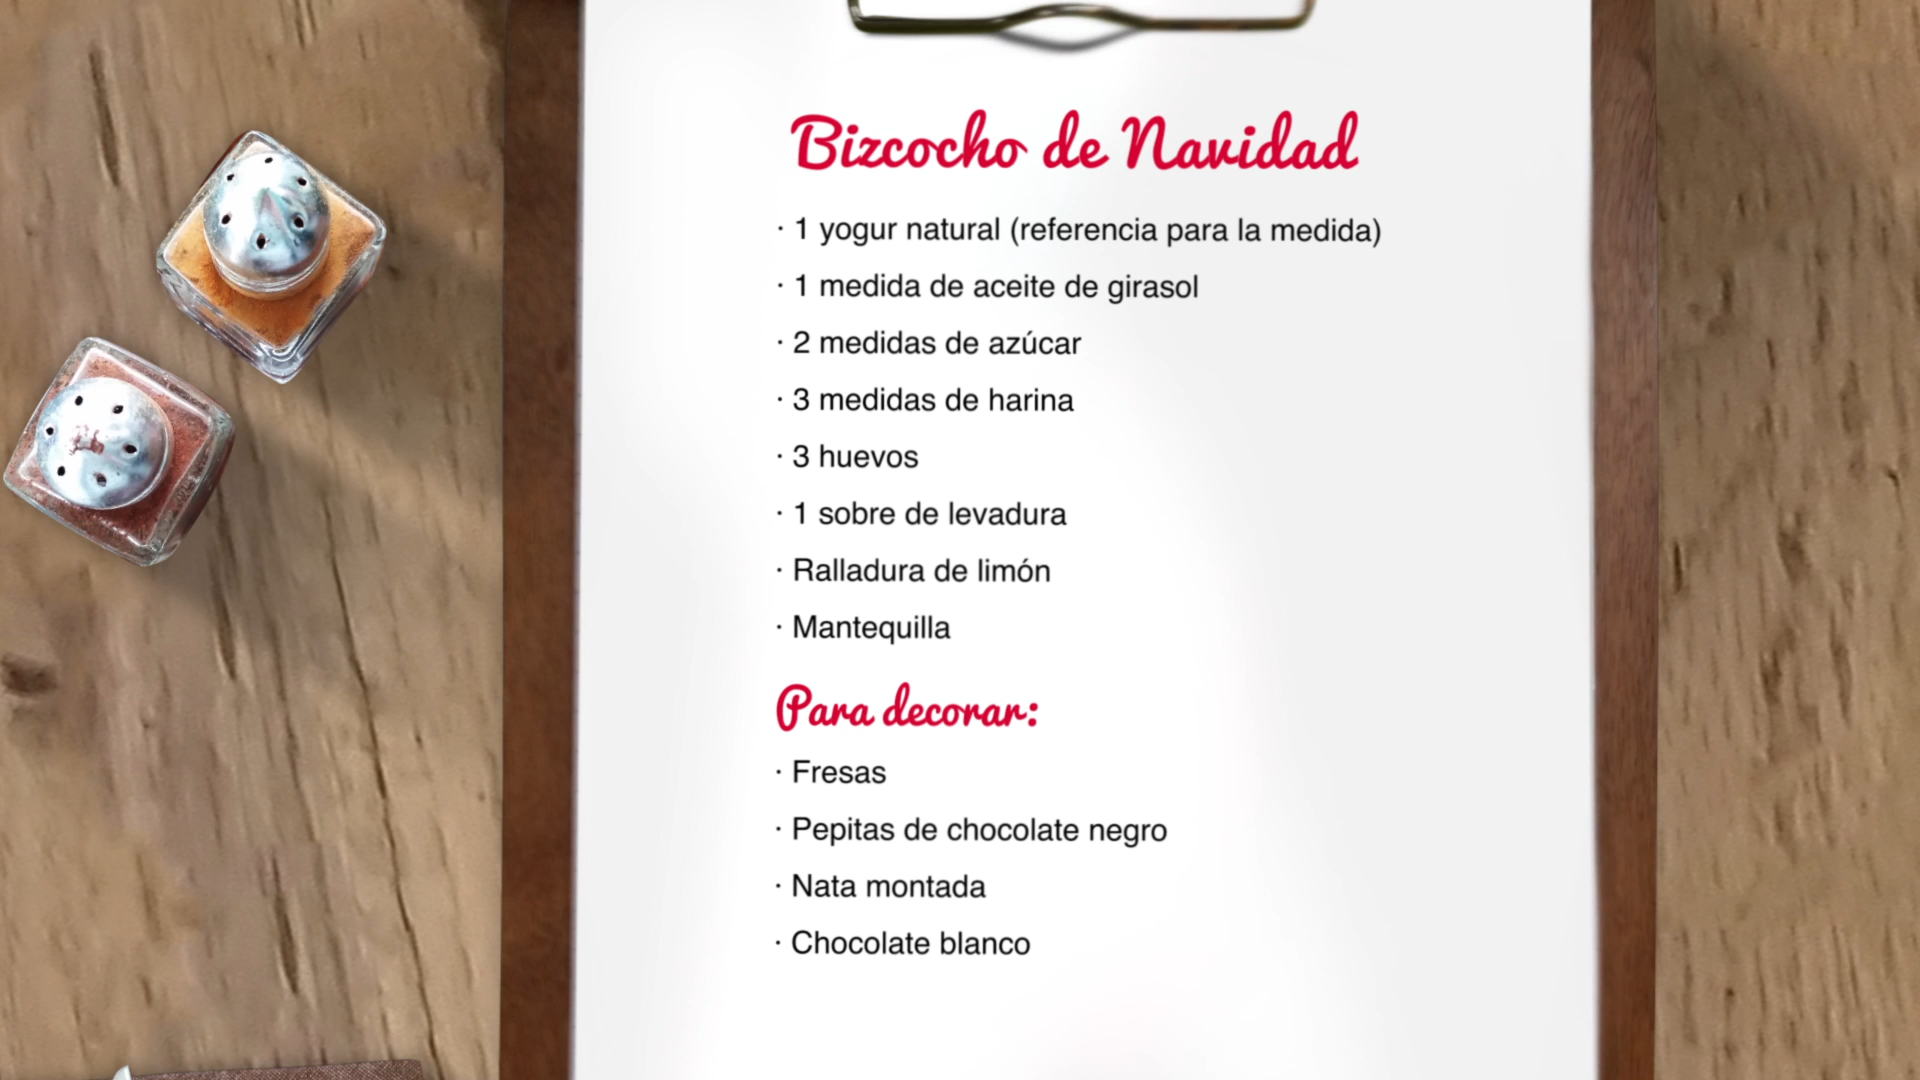 Bizcocho de Navidad
· 1 yogur natural (referencia para la medida)
· 1 medida de aceite de girasol
· 2 medidas de azúcar
· 3 medidas de harina
· 3 huevos
· 1 sobre de levadura
· Ralladura de limón
· Mantequilla
Para decorar:
· Fresas
· Pepitas de chocolate negro
· Nata montada
· Chocolate blanco